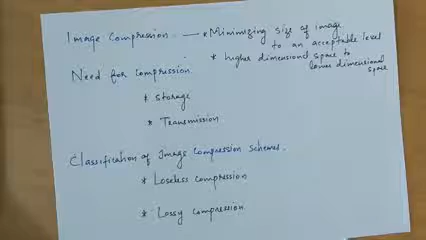 Image Compression — * Minimizing size of image
to an acceptable level
* higher dimensional space to
lower dimensional
space
Need for compression
* Storage
* Transmission
Classification of Image Compression Schemes.
* Loseless compression
* Lossy compression